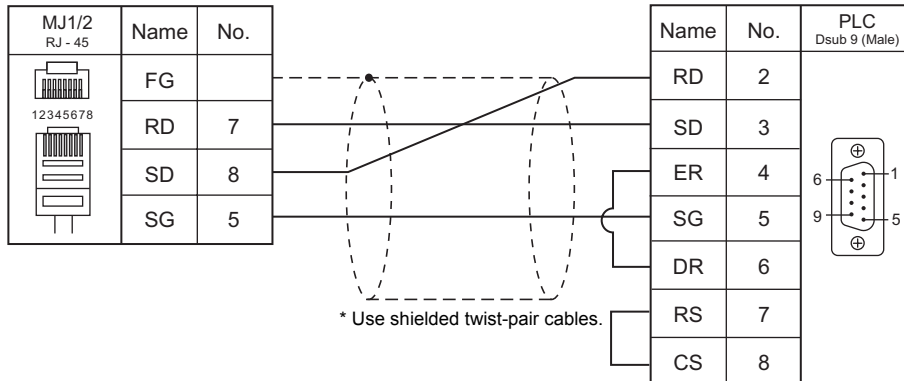 MJ1/2
RJ - 45
Name No.
FG
RD 7
SD 8
SG 5
12345678
* Use shielded twist-pair cables.
Name No.
PLC
Dsub 9 (Male)
RD 2
SD 3
ER 4
SG 5
DR 6
RS 7
CS 8
6 1
9 5